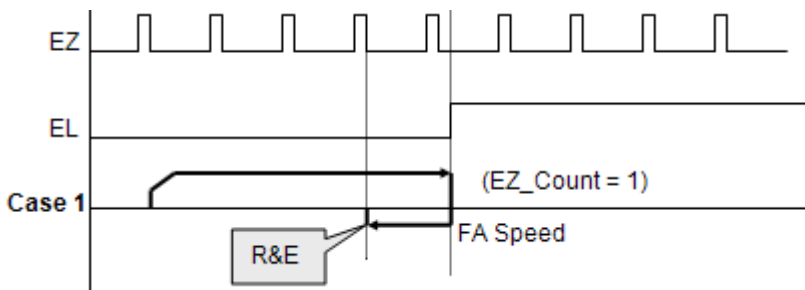 EZ
EL
(EZ_Count = 1)
Case 1
FA Speed
R&E